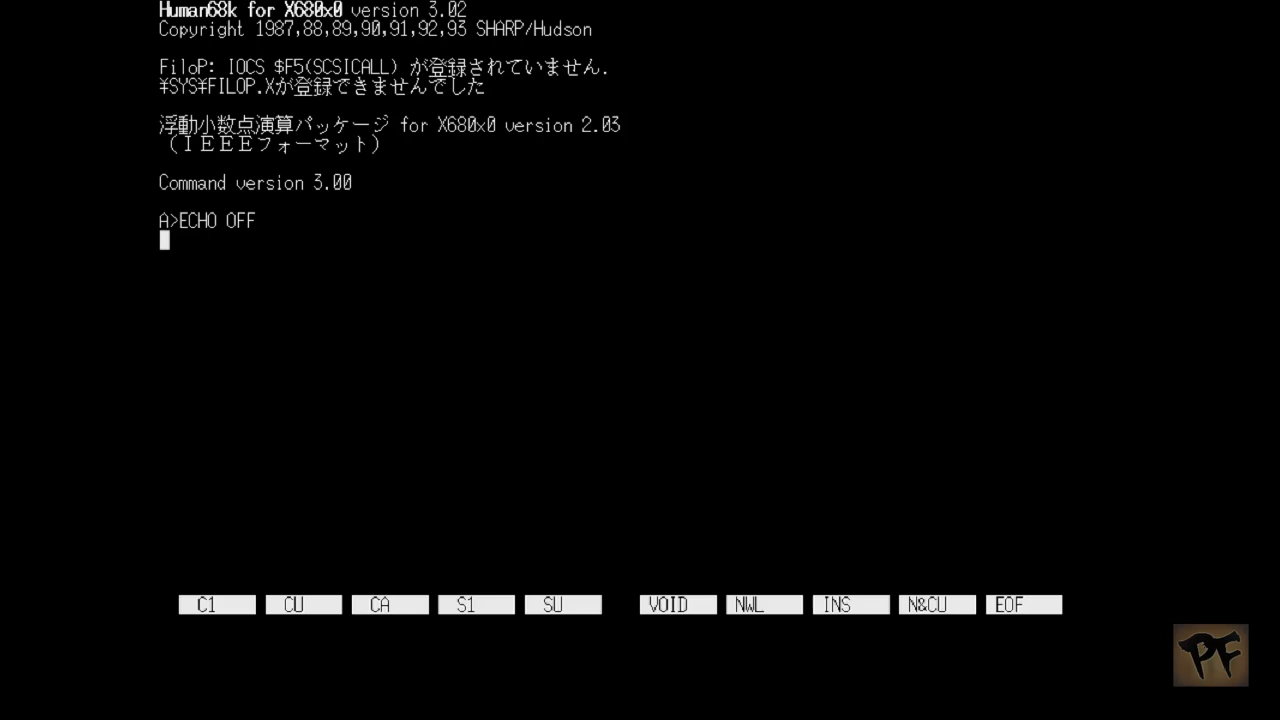 Human68k for X680x0 version 3.02
Copyright 1987,88,89,90,91,92,93 SHARP/Hudson
FiloP: IOCS $F5(SCSICALL) が登録されていません.
¥SYS¥FILOP.Xが登録できませんでした
浮動小数点演算パッケージ for X680x0 version 2.03
（ＩＥＥＥフォーマット）
Command version 3.00
A>ECHO OFF
C1 CU CA S1 SU VOID NWL INS N&CU EOF
PF